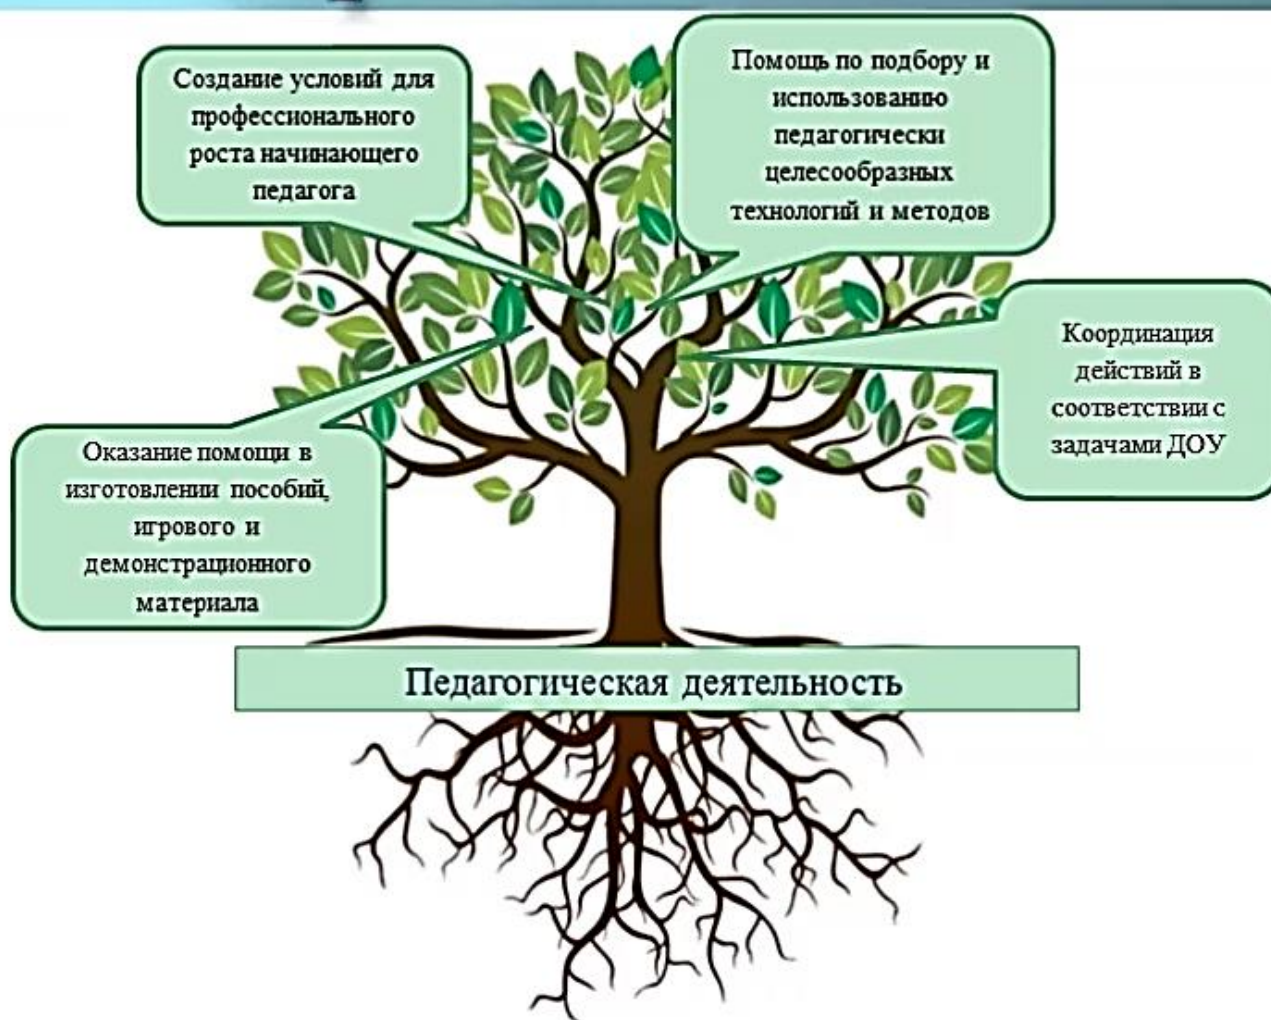 Создание условий для
профессионального
роста начинающего
педагога
Помощь по подбору и
использованию
педагогически
целесообразных
технологий и методов
Координация
действий в
соответствии с
задачами ДОУ
Оказание помощи в
изготовлении пособий,
игрового и
демонстрационного
материала
Педагогическая деятельность